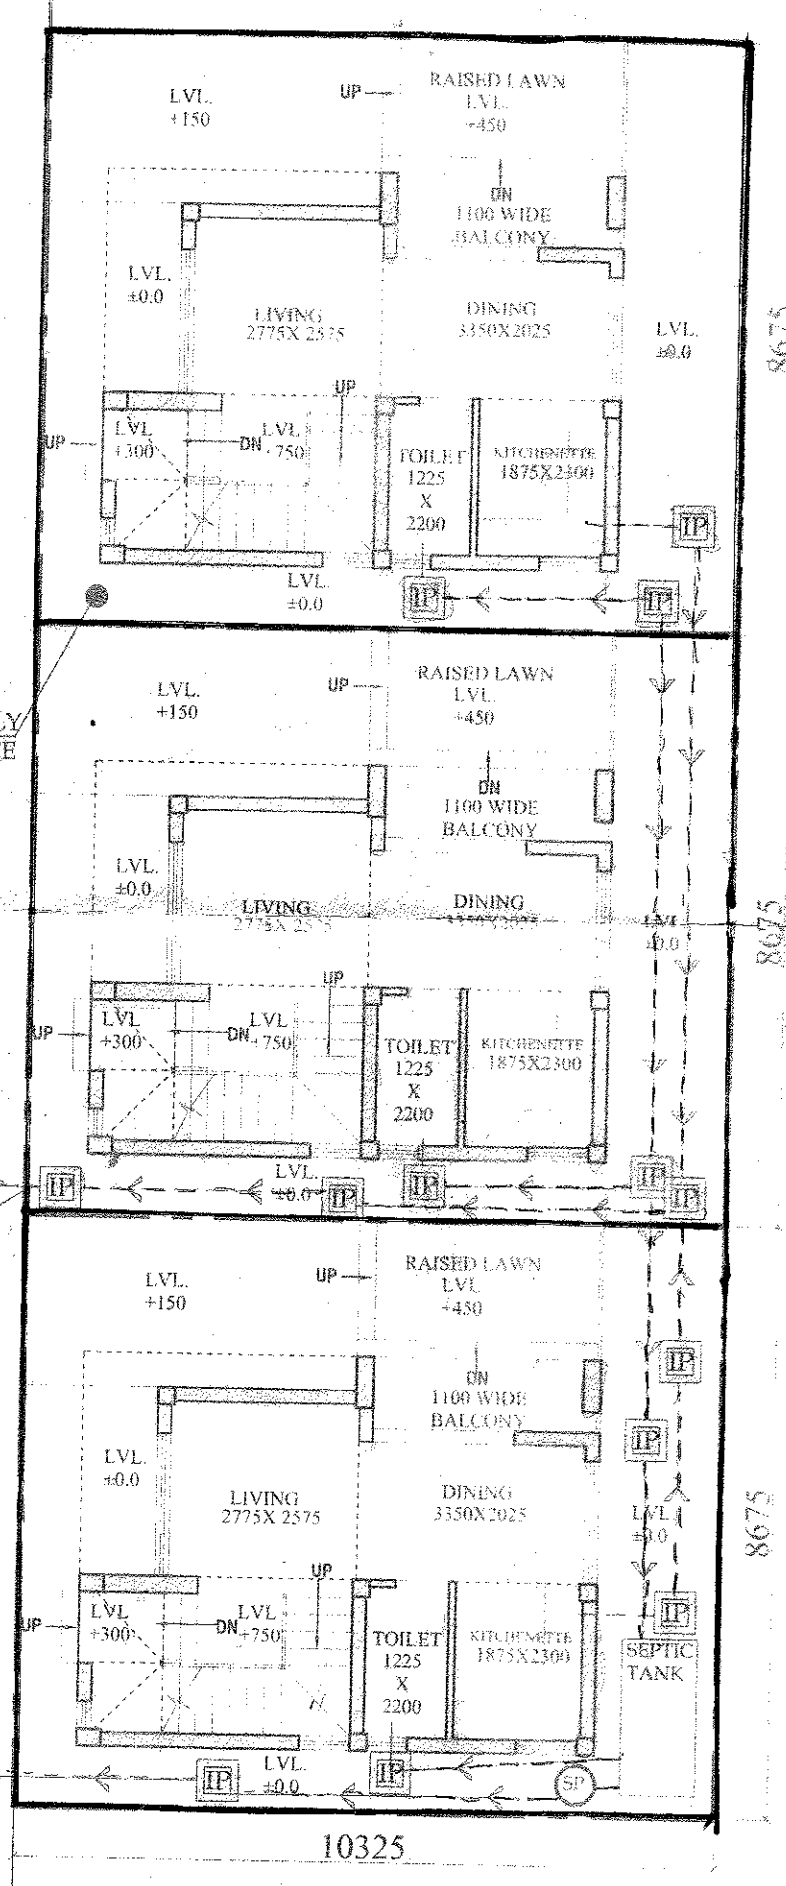 LVL.
+150
UP
RAISED LAWN
LVL.
+450
DN
1100 WIDE
BALCONY
LVL.
±0.0
LIVING
2775X 2575
DINING
3350X2025
LVL.
±0.0
8675
UP
UP
LVL
+300
DN
LVL
+750
TOILET
1225
X
2200
KITCHENETTE
1875X2300
IP
LVL.
±0.0
IP
IP
LVL.
+150
UP
RAISED LAWN
LVL.
+450
DN
1100 WIDE
BALCONY
LVL.
±0.0
LIVING
2775X 2575
DINING
3350X2025
LVL
±0.0
8675
UP
UP
LVL
+300
DN
LVL
+750
TOILET
1225
X
2200
KITCHENETTE
1875X2300
IP
LVL.
±0.0
IP
IP
IP
IP
LVL.
+150
UP
RAISED LAWN
LVL
+450
DN
1100 WIDE
BALCONY
IP
IP
LVL.
±0.0
LIVING
2775X 2575
DINING
3350X2025
LVL
±0.0
8675
UP
UP
LVL
+300
DN
LVL
+750
TOILET
1225
X
2200
KITCHENETTE
1875X2300
IP
SEPTIC
TANK
IP
LVL.
±0.0
IP
SP
10325